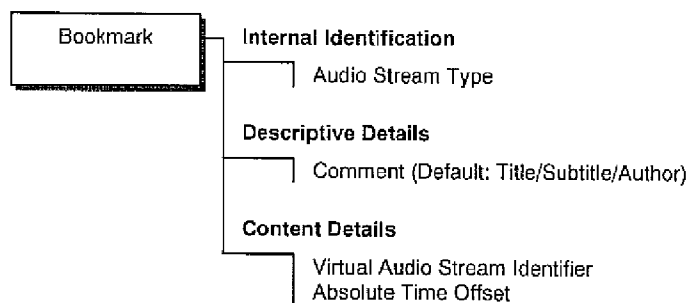 Bookmark
Internal Identification
Audio Stream Type
Descriptive Details
Comment (Default: Title/Subtitle/Author)
Content Details
Virtual Audio Stream Identifier
Absolute Time Offset